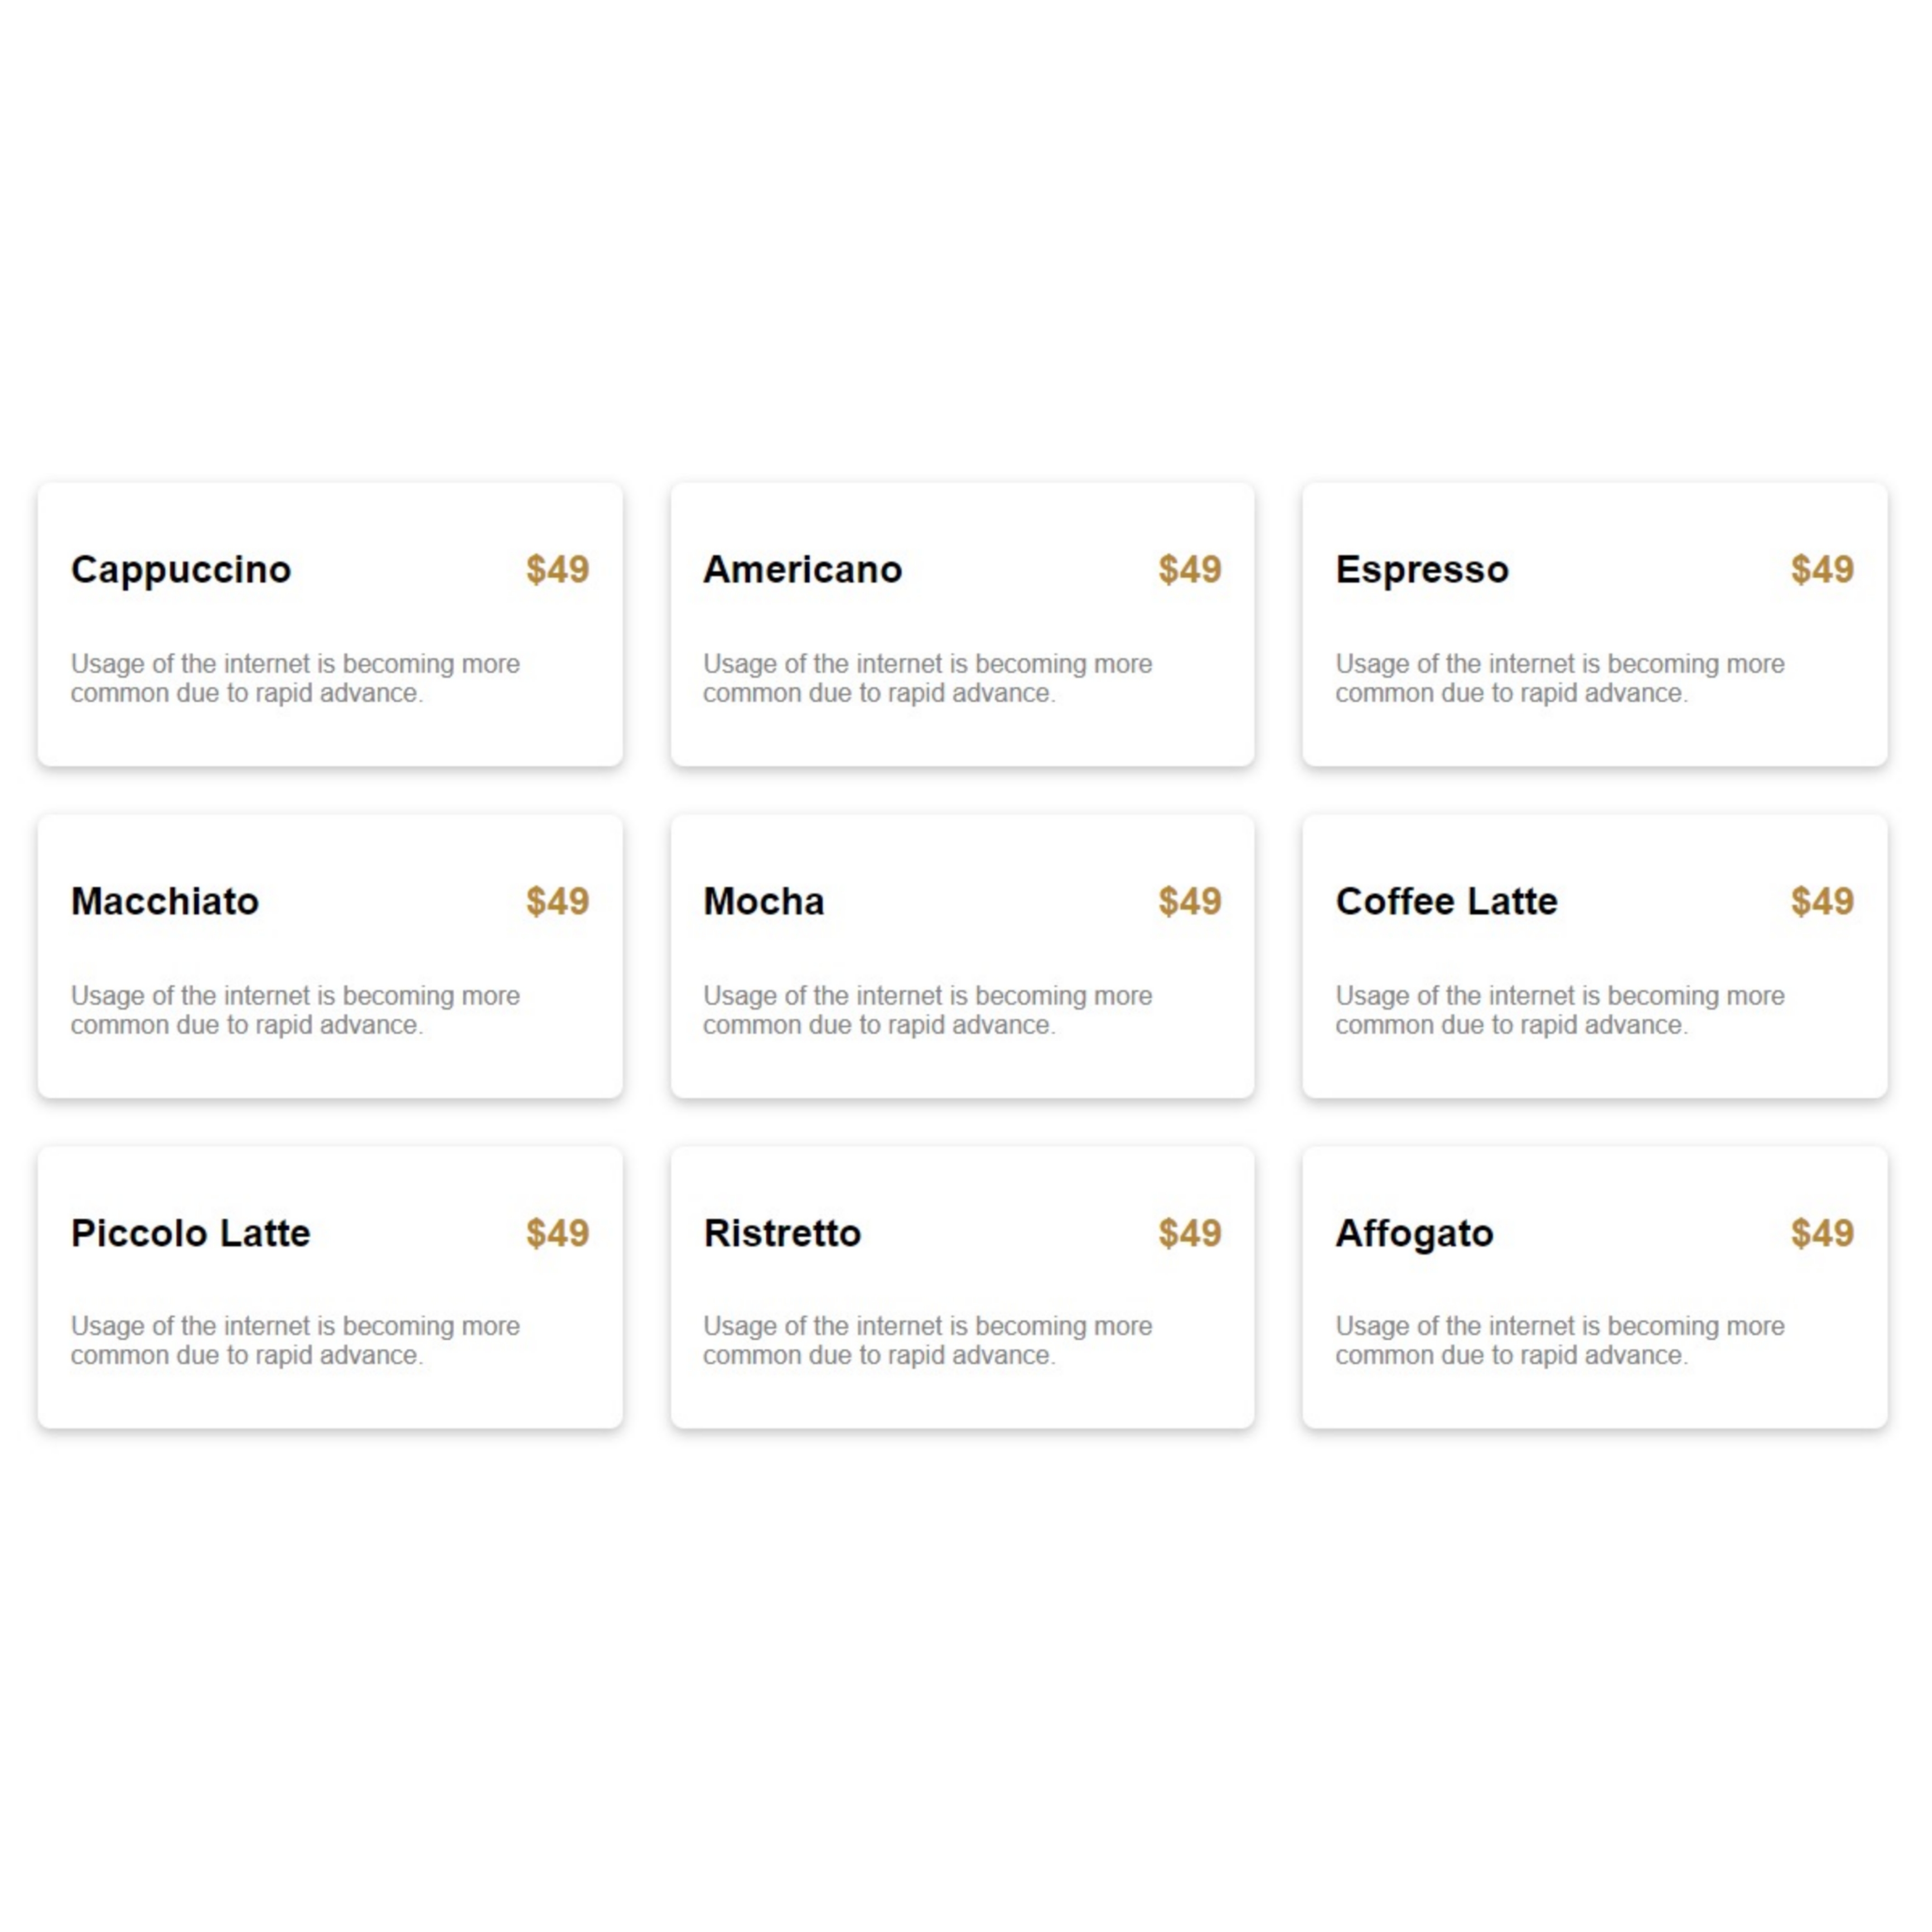 Cappuccino $49
Usage of the internet is becoming more
common due to rapid advance.
Americano $49
Usage of the internet is becoming more
common due to rapid advance.
Espresso $49
Usage of the internet is becoming more
common due to rapid advance.
Macchiato $49
Usage of the internet is becoming more
common due to rapid advance.
Mocha $49
Usage of the internet is becoming more
common due to rapid advance.
Coffee Latte $49
Usage of the internet is becoming more
common due to rapid advance.
Piccolo Latte $49
Usage of the internet is becoming more
common due to rapid advance.
Ristretto $49
Usage of the internet is becoming more
common due to rapid advance.
Affogato $49
Usage of the internet is becoming more
common due to rapid advance.